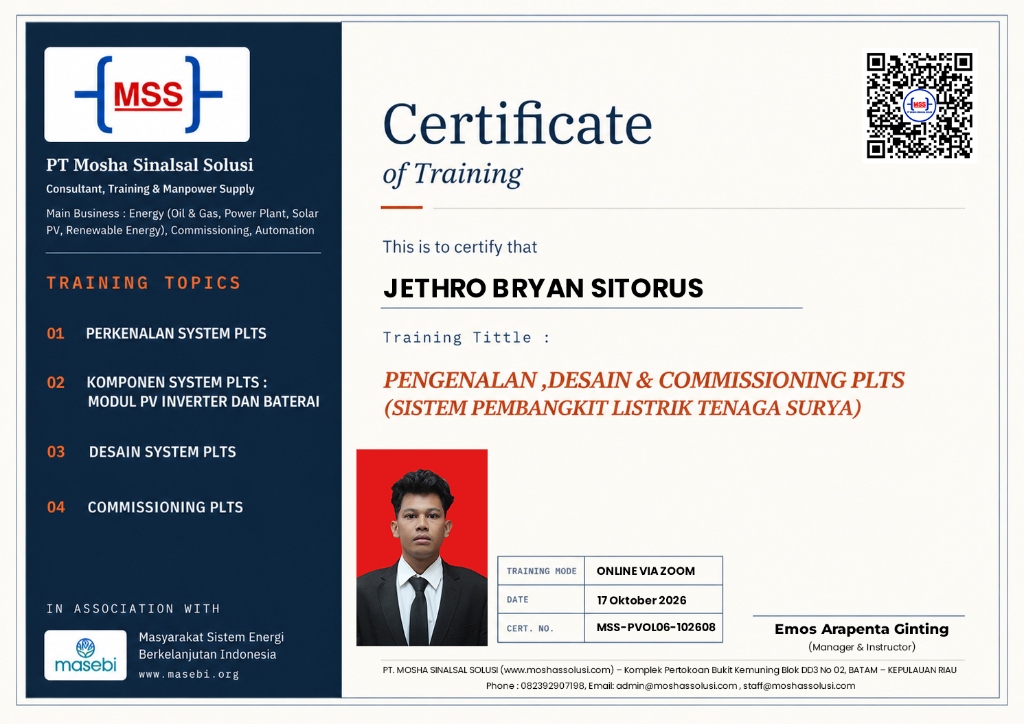 MSS
PT Mosha Sinalsal Solusi
Consultant, Training & Manpower Supply
Main Business : Energy (Oil & Gas, Power Plant, Solar
PV, Renewable Energy), Commissioning, Automation
TRAINING TOPICS
01 PERKENALAN SYSTEM PLTS
02 KOMPONEN SYSTEM PLTS :
MODUL PV INVERTER DAN BATERAI
03 DESAIN SYSTEM PLTS
04 COMMISSIONING PLTS
IN ASSOCIATION WITH
masebi
Masyarakat Sistem Energi
Berkelanjutan Indonesia
www.masebi.org
MSS
Certificate
of Training
This is to certify that
JETHRO BRYAN SITORUS
Training Tittle :
PENGENALAN ,DESAIN & COMMISSIONING PLTS
(SISTEM PEMBANGKIT LISTRIK TENAGA SURYA)
TRAINING MODE ONLINE VIA ZOOM
DATE 17 Oktober 2026
CERT. NO. MSS-PVOL06-102608
Emos Arapenta Ginting
(Manager & Instructor)
PT. MOSHA SINALSAL SOLUSI (www.moshassolusi.com) – Komplek Pertokoan Bukit Kemuning Blok DD3 No 02, BATAM – KEPULAUAN RIAU
Phone : 082392907198, Email: admin@moshassolusi.com , staff@moshassolusi.com